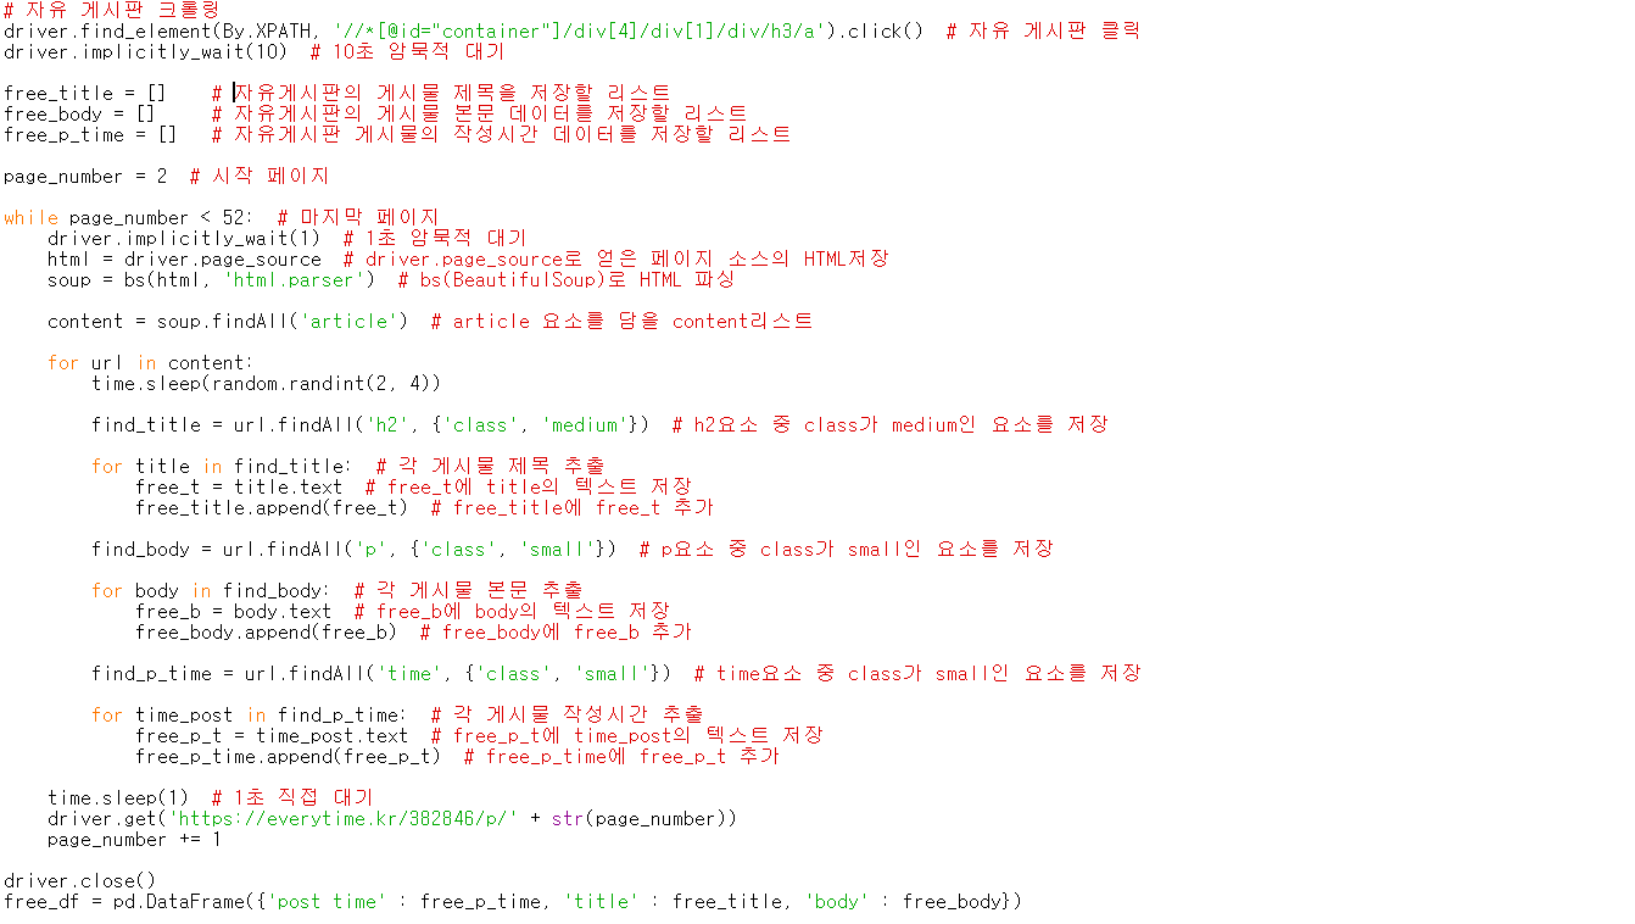 # 자유 게시판 크롤링
driver.find_element(By.XPATH, '//*[@id="container"]/div[4]/div[1]/div/h3/a').click()  # 자유 게시판 클릭
driver.implicitly_wait(10)  # 10초 암묵적 대기

free_title = []    # 자유게시판의 게시물 제목을 저장할 리스트
free_body = []     # 자유게시판의 게시물 본문 데이터를 저장할 리스트
free_p_time = []   # 자유게시판 게시물의 작성시간 데이터를 저장할 리스트

page_number = 2  # 시작 페이지

while page_number < 52:  # 마지막 페이지
    driver.implicitly_wait(1)  # 1초 암묵적 대기
    html = driver.page_source  # driver.page_source로 얻은 페이지 소스의 HTML저장
    soup = bs(html, 'html.parser')  # bs(BeautifulSoup)로 HTML 파싱

    content = soup.findAll('article')  # article 요소를 담을 content리스트

    for url in content:
        time.sleep(random.randint(2, 4))

        find_title = url.findAll('h2', {'class', 'medium'})  # h2요소 중 class가 medium인 요소를 저장

        for title in find_title:  # 각 게시물 제목 추출
            free_t = title.text  # free_t에 title의 텍스트 저장
            free_title.append(free_t)  # free_title에 free_t 추가

        find_body = url.findAll('p', {'class', 'small'})  # p요소 중 class가 small인 요소를 저장

        for body in find_body:  # 각 게시물 본문 추출
            free_b = body.text  # free_b에 body의 텍스트 저장
            free_body.append(free_b)  # free_body에 free_b 추가

        find_p_time = url.findAll('time', {'class', 'small'})  # time요소 중 class가 small인 요소를 저장

        for time_post in find_p_time:  # 각 게시물 작성시간 추출
            free_p_t = time_post.text  # free_p_t에 time_post의 텍스트 저장
            free_p_time.append(free_p_t)  # free_p_time에 free_p_t 추가

    time.sleep(1)  # 1초 직접 대기
    driver.get('https://everytime.kr/382846/p/' + str(page_number))
    page_number += 1

driver.close()
free_df = pd.DataFrame({'post time' : free_p_time, 'title' : free_title, 'body' : free_body})